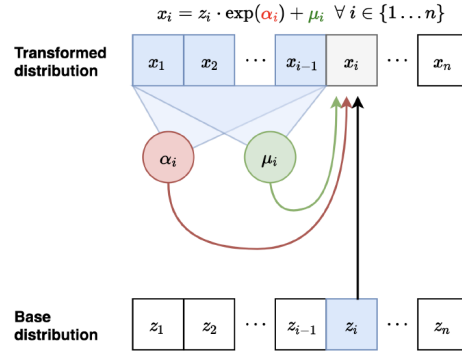 xᵢ = zᵢ · exp(αᵢ) + μᵢ ∀ i ∈ {1 … n}
Transformed distribution
x₁ x₂ ⋯ xᵢ₋₁ xᵢ ⋯ xₙ
αᵢ μᵢ
Base distribution
z₁ z₂ ⋯ zᵢ₋₁ zᵢ ⋯ zₙ